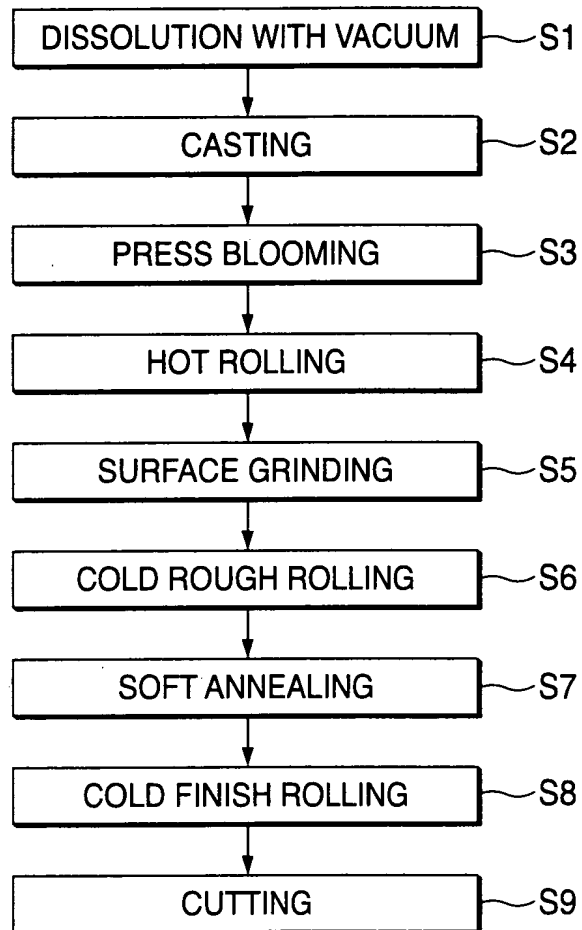 DISSOLUTION WITH VACUUM S1
CASTING S2
PRESS BLOOMING S3
HOT ROLLING S4
SURFACE GRINDING S5
COLD ROUGH ROLLING S6
SOFT ANNEALING S7
COLD FINISH ROLLING S8
CUTTING S9